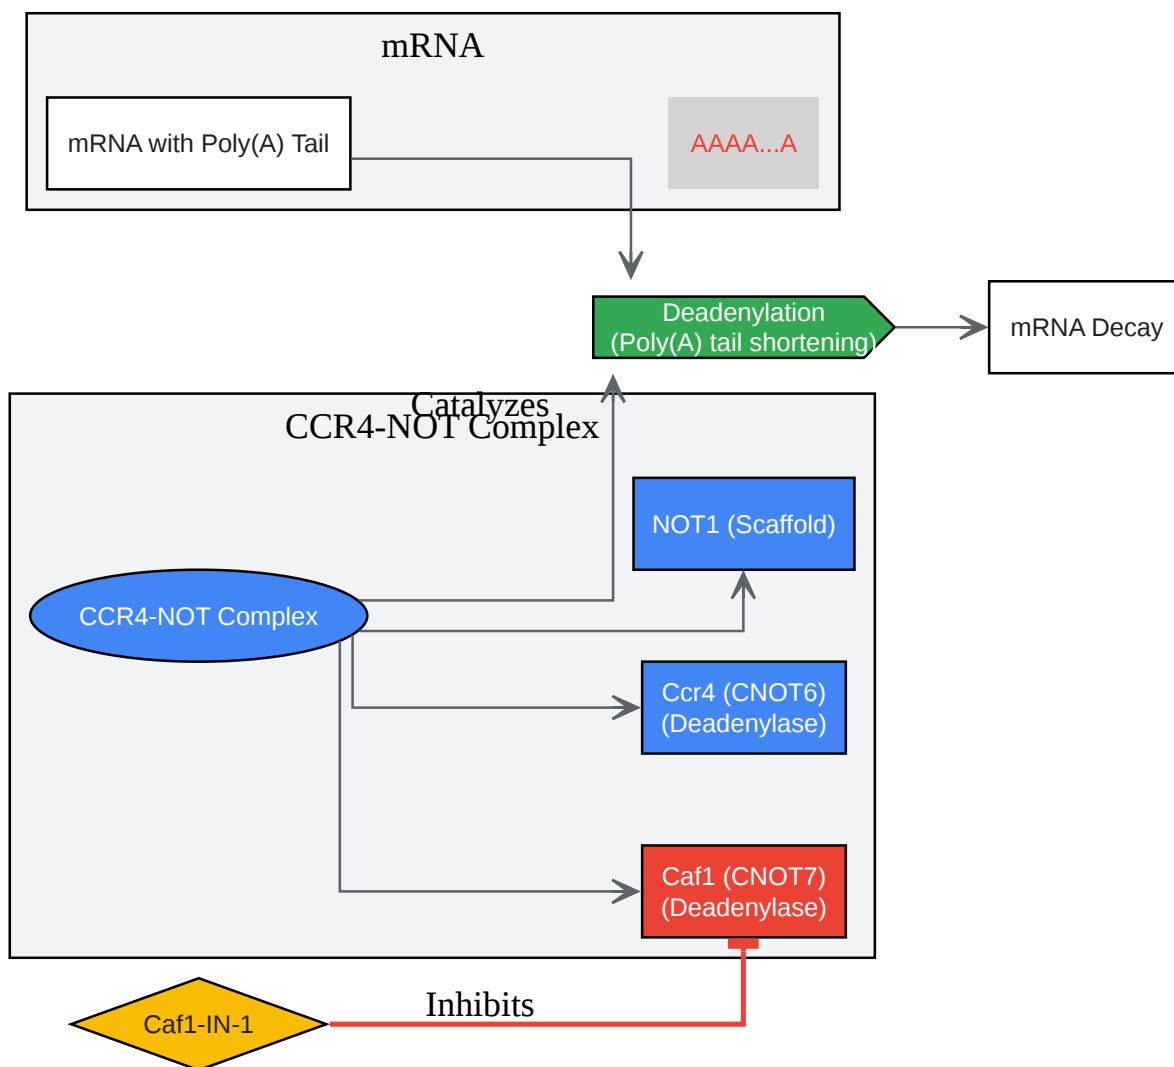 mRNA
mRNA with Poly(A) Tail
AAAA...A
Deadenylation
(Poly(A) tail shortening)
mRNA Decay
Catalyzes
CCR4-NOT Complex
NOT1 (Scaffold)
CCR4-NOT Complex
Ccr4 (CNOT6)
(Deadenylase)
Caf1 (CNOT7)
(Deadenylase)
Inhibits
Caf1-IN-1